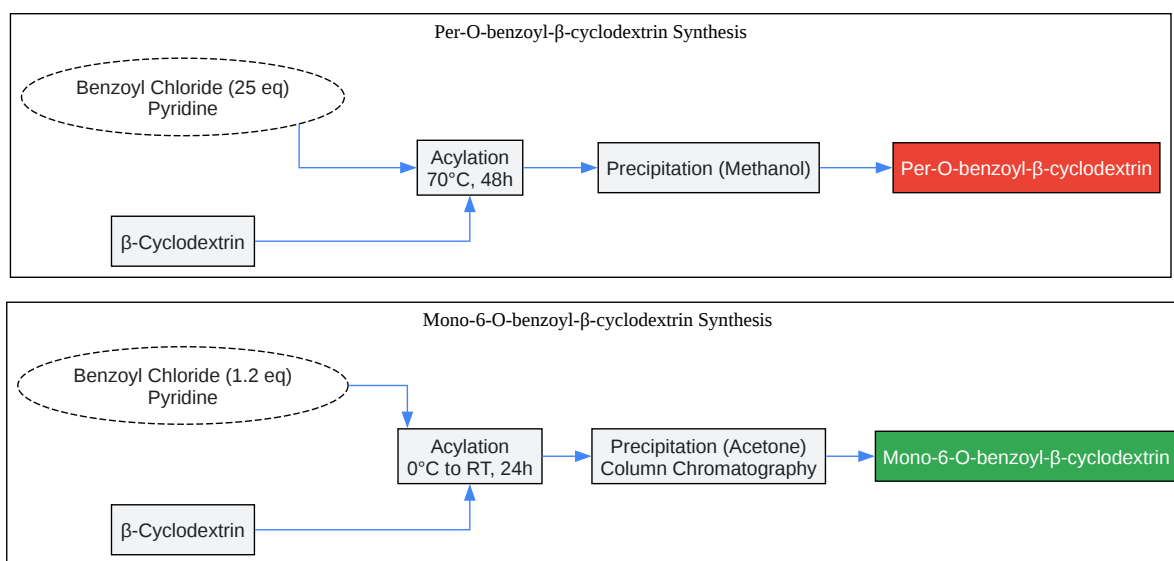 Per-O-benzoyl-β-cyclodextrin Synthesis
Benzoyl Chloride (25 eq)
Pyridine
Acylation
70°C, 48h
Precipitation (Methanol)
Per-O-benzoyl-β-cyclodextrin
β-Cyclodextrin
Mono-6-O-benzoyl-β-cyclodextrin Synthesis
Benzoyl Chloride (1.2 eq)
Pyridine
Acylation
0°C to RT, 24h
Precipitation (Acetone)
Column Chromatography
Mono-6-O-benzoyl-β-cyclodextrin
β-Cyclodextrin